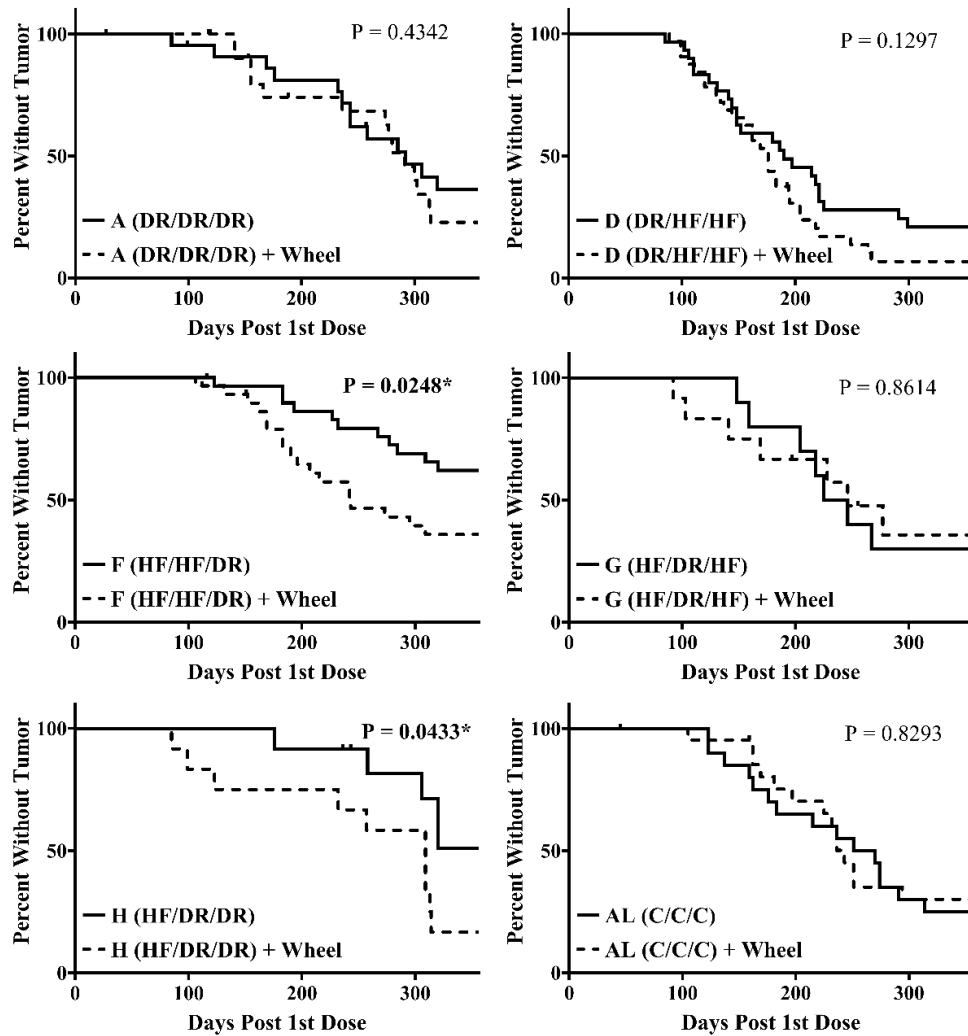 Percent Without Tumor
100
50
0
P = 0.4342
A (DR/DR/DR)
A (DR/DR/DR) + Wheel
0 100 200 300
Days Post 1st Dose
Percent Without Tumor
100
50
0
P = 0.1297
D (DR/HF/HF)
D (DR/HF/HF) + Wheel
0 100 200 300
Days Post 1st Dose
Percent Without Tumor
100
50
0
P = 0.0248*
F (HF/HF/DR)
F (HF/HF/DR) + Wheel
0 100 200 300
Days Post 1st Dose
Percent Without Tumor
100
50
0
P = 0.8614
G (HF/DR/HF)
G (HF/DR/HF) + Wheel
0 100 200 300
Days Post 1st Dose
Percent Without Tumor
100
50
0
P = 0.0433*
H (HF/DR/DR)
H (HF/DR/DR) + Wheel
0 100 200 300
Days Post 1st Dose
Percent Without Tumor
100
50
0
P = 0.8293
AL (C/C/C)
AL (C/C/C) + Wheel
0 100 200 300
Days Post 1st Dose